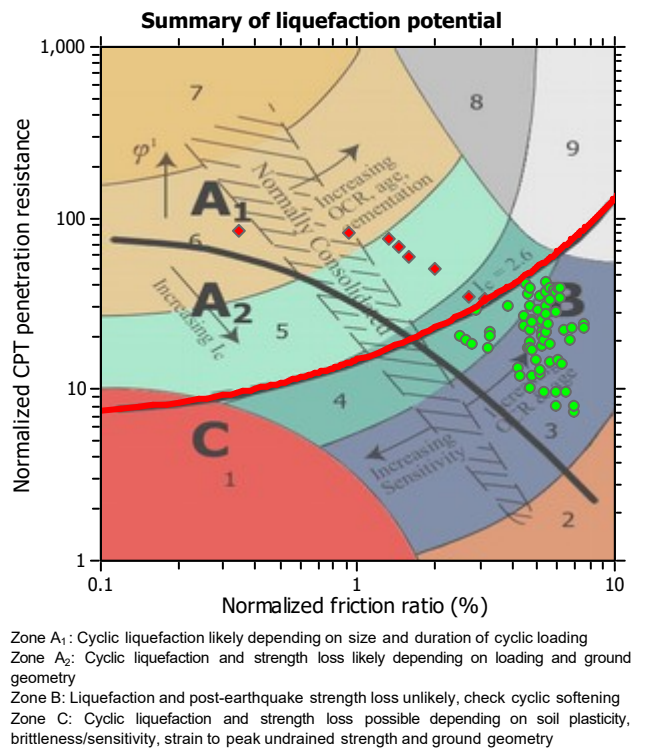 Summary of liquefaction potential
Normalized CPT penetration resistance
1,000
100
10
1
7
8
9
φ'
A1
Normally Consolidated
Increasing
OCR, age,
cementation
6
Ic = 2.6
A2
Increasing Ic
5
B
4
Increasing
OCR & age
3
C
1
Increasing
Sensitivity
2
0.1
1
10
Normalized friction ratio (%)
Zone A1: Cyclic liquefaction likely depending on size and duration of cyclic loading
Zone A2: Cyclic liquefaction and strength loss likely depending on loading and ground
geometry
Zone B: Liquefaction and post-earthquake strength loss unlikely, check cyclic softening
Zone C: Cyclic liquefaction and strength loss possible depending on soil plasticity,
brittleness/sensitivity, strain to peak undrained strength and ground geometry